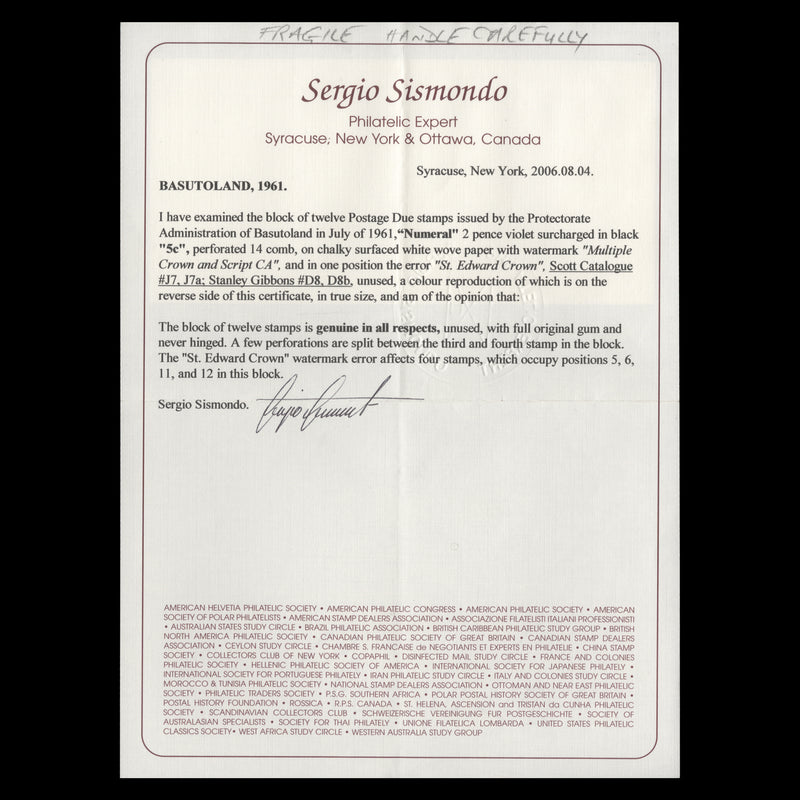 FRAGILE HANDLE CAREFULLY
Sergio Sismondo
Philatelic Expert
Syracuse, New York & Ottawa, Canada
Syracuse, New York, 2006.08.04.
BASUTOLAND, 1961.
I have examined the block of twelve Postage Due stamps issued by the Protectorate
Administration of Basutoland in July of 1961, "Numeral" 2 pence violet surcharged in black
"5c", perforated 14 comb, on chalky surfaced white wove paper with watermark "Multiple
Crown and Script CA", and in one position the error "St. Edward Crown", Scott Catalogue
#J7, J7a; Stanley Gibbons #D8, D8b, unused, a colour reproduction of which is on the
reverse side of this certificate, in true size, and am of the opinion that:
The block of twelve stamps is genuine in all respects, unused, with full original gum and
never hinged. A few perforations are split between the third and fourth stamp in the block.
The "St. Edward Crown" watermark error affects four stamps, which occupy positions 5, 6,
11, and 12 in this block.
Sergio Sismondo.
AMERICAN HELVETIA PHILATELIC SOCIETY • AMERICAN PHILATELIC CONGRESS • AMERICAN PHILATELIC SOCIETY • AMERICAN
SOCIETY OF POLAR PHILATELISTS • AMERICAN STAMP DEALERS ASSOCIATION • ASSOCIAZIONE FILATELISTI ITALIANI PROFESSIONISTI
• AUSTRALIAN STATES STUDY CIRCLE • BRAZIL PHILATELIC ASSOCIATION • BRITISH CARIBBEAN PHILATELIC STUDY GROUP • BRITISH
NORTH AMERICA PHILATELIC SOCIETY • CANADIAN PHILATELIC SOCIETY OF GREAT BRITAIN • CANADIAN STAMP DEALERS
ASSOCIATION • CEYLON STUDY CIRCLE • CHAMBRE S. FRANCAISE de NEGOTIANTS ET EXPERTS EN PHILATELIE • CHINA STAMP
SOCIETY • COLLECTORS CLUB OF NEW YORK • COPAPHIL • DISINFECTED MAIL STUDY CIRCLE • FRANCE AND COLONIES
PHILATELIC SOCIETY • HELLENIC PHILATELIC SOCIETY OF AMERICA • INTERNATIONAL SOCIETY FOR JAPANESE PHILATELY •
INTERNATIONAL SOCIETY FOR PORTUGUESE PHILATELY • IRAN PHILATELIC STUDY CIRCLE • ITALY AND COLONIES STUDY CIRCLE •
MOROCCO & TUNISIA PHILATELIC SOCIETY • NATIONAL STAMP DEALERS ASSOCIATION • OTTOMAN AND NEAR EAST PHILATELIC
SOCIETY • PHILATELIC TRADERS SOCIETY • P.S.G. SOUTHERN AFRICA • POLAR POSTAL HISTORY SOCIETY OF GREAT BRITAIN •
POSTAL HISTORY FOUNDATION • ROSSICA • R.P.S. CANADA • ST. HELENA, ASCENSION and TRISTAN da CUNHA PHILATELIC
SOCIETY • SCANDINAVIAN COLLECTORS CLUB • SCHWEIZERISCHE VEREINIGUNG FUR POSTGESCHICHTE • SOCIETY OF
AUSTRALASIAN SPECIALISTS • SOCIETY FOR THAI PHILATELY • UNIONE FILATELICA LOMBARDA • UNITED STATES PHILATELIC
CLASSICS SOCIETY• WEST AFRICA STUDY CIRCLE • WESTERN AUSTRALIA STUDY GROUP